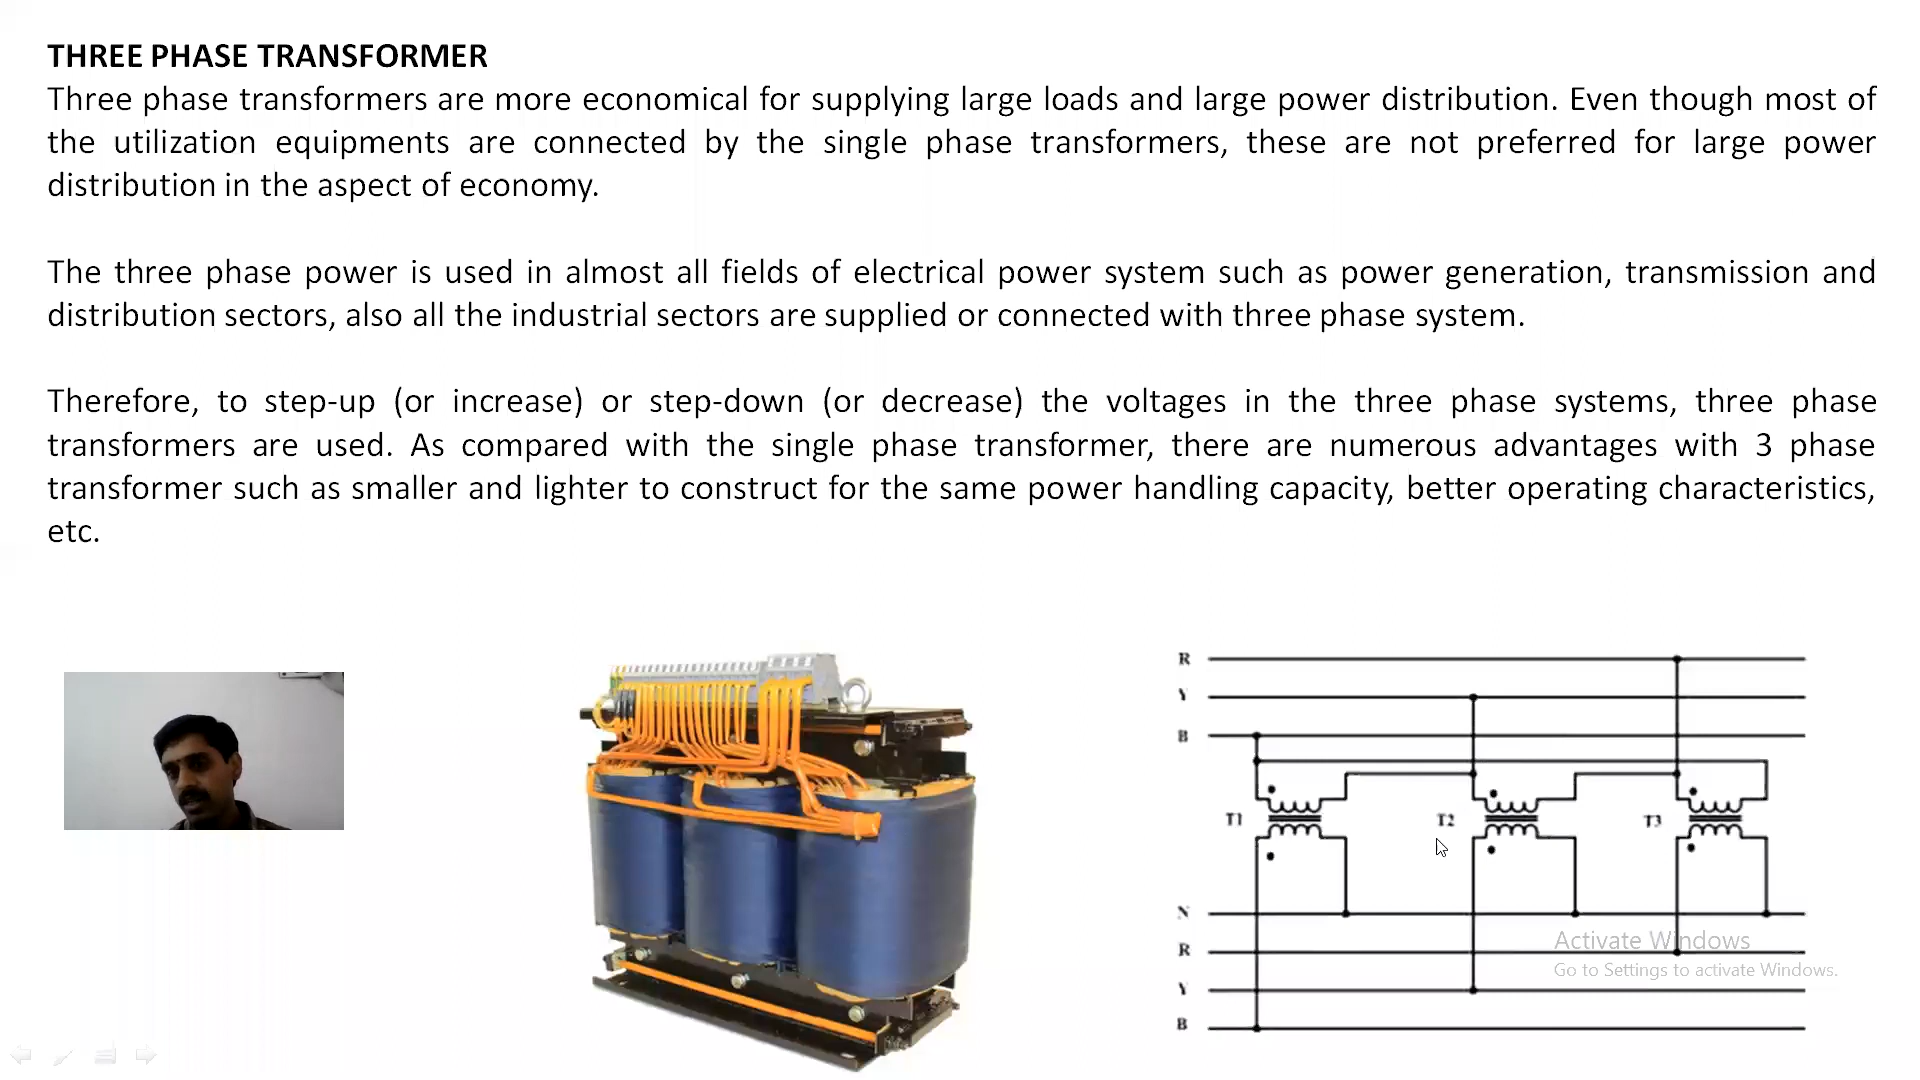 THREE PHASE TRANSFORMER
Three phase transformers are more economical for supplying large loads and large power distribution. Even though most of
the utilization equipments are connected by the single phase transformers, these are not preferred for large power
distribution in the aspect of economy.
The three phase power is used in almost all fields of electrical power system such as power generation, transmission and
distribution sectors, also all the industrial sectors are supplied or connected with three phase system.
Therefore, to step-up (or increase) or step-down (or decrease) the voltages in the three phase systems, three phase
transformers are used. As compared with the single phase transformer, there are numerous advantages with 3 phase
transformer such as smaller and lighter to construct for the same power handling capacity, better operating characteristics,
etc.
R
Y
B
T1
T2
T3
N
R
Y
B
Activate Windows
Go to Settings to activate Windows.